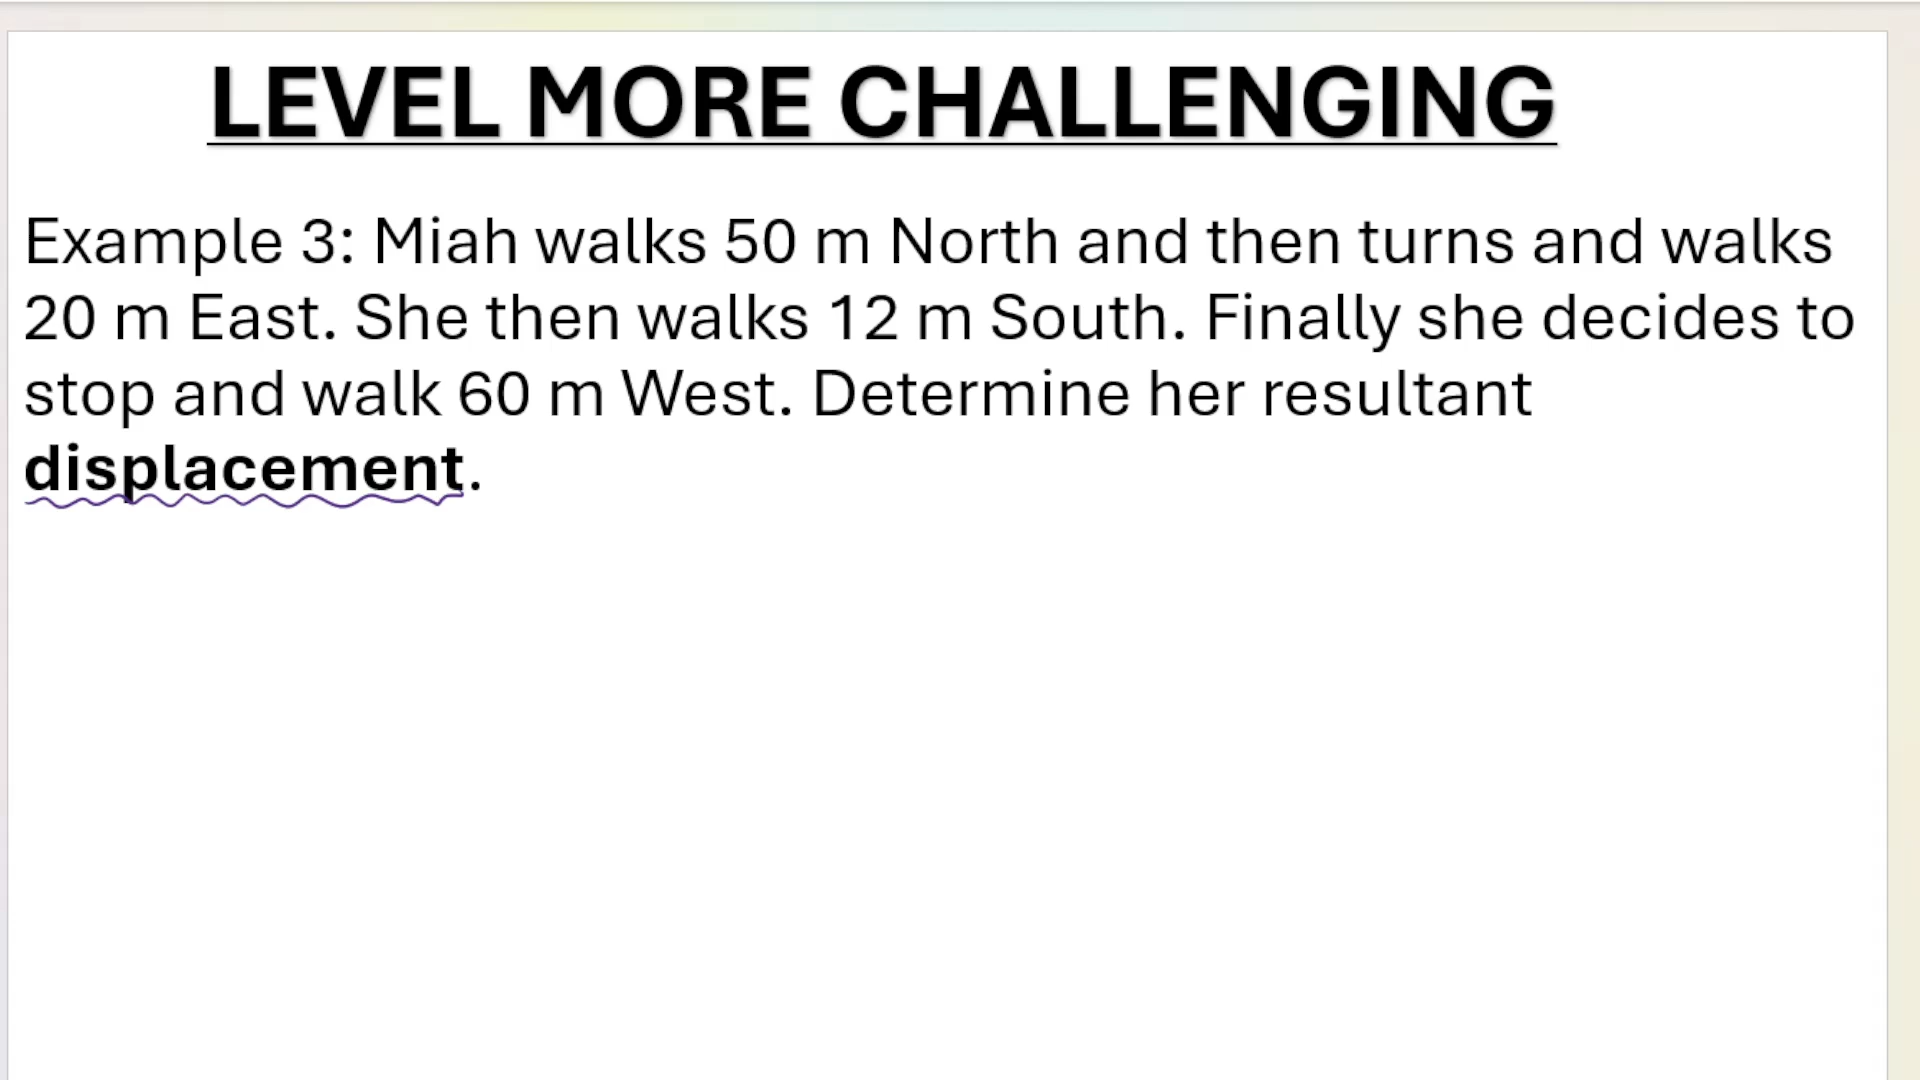 LEVEL MORE CHALLENGING
Example 3: Miah walks 50 m North and then turns and walks
20 m East. She then walks 12 m South. Finally she decides to
stop and walk 60 m West. Determine her resultant
displacement.